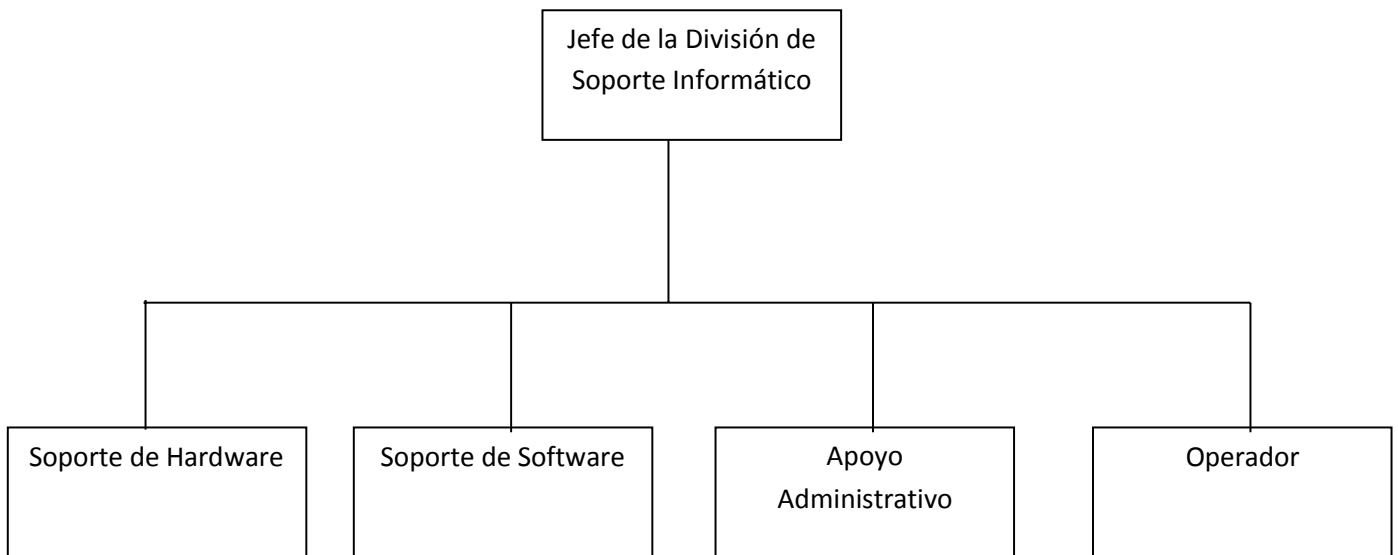 Jefe de la División de
Soporte Informático
Soporte de Hardware
Soporte de Software
Apoyo
Administrativo
Operador